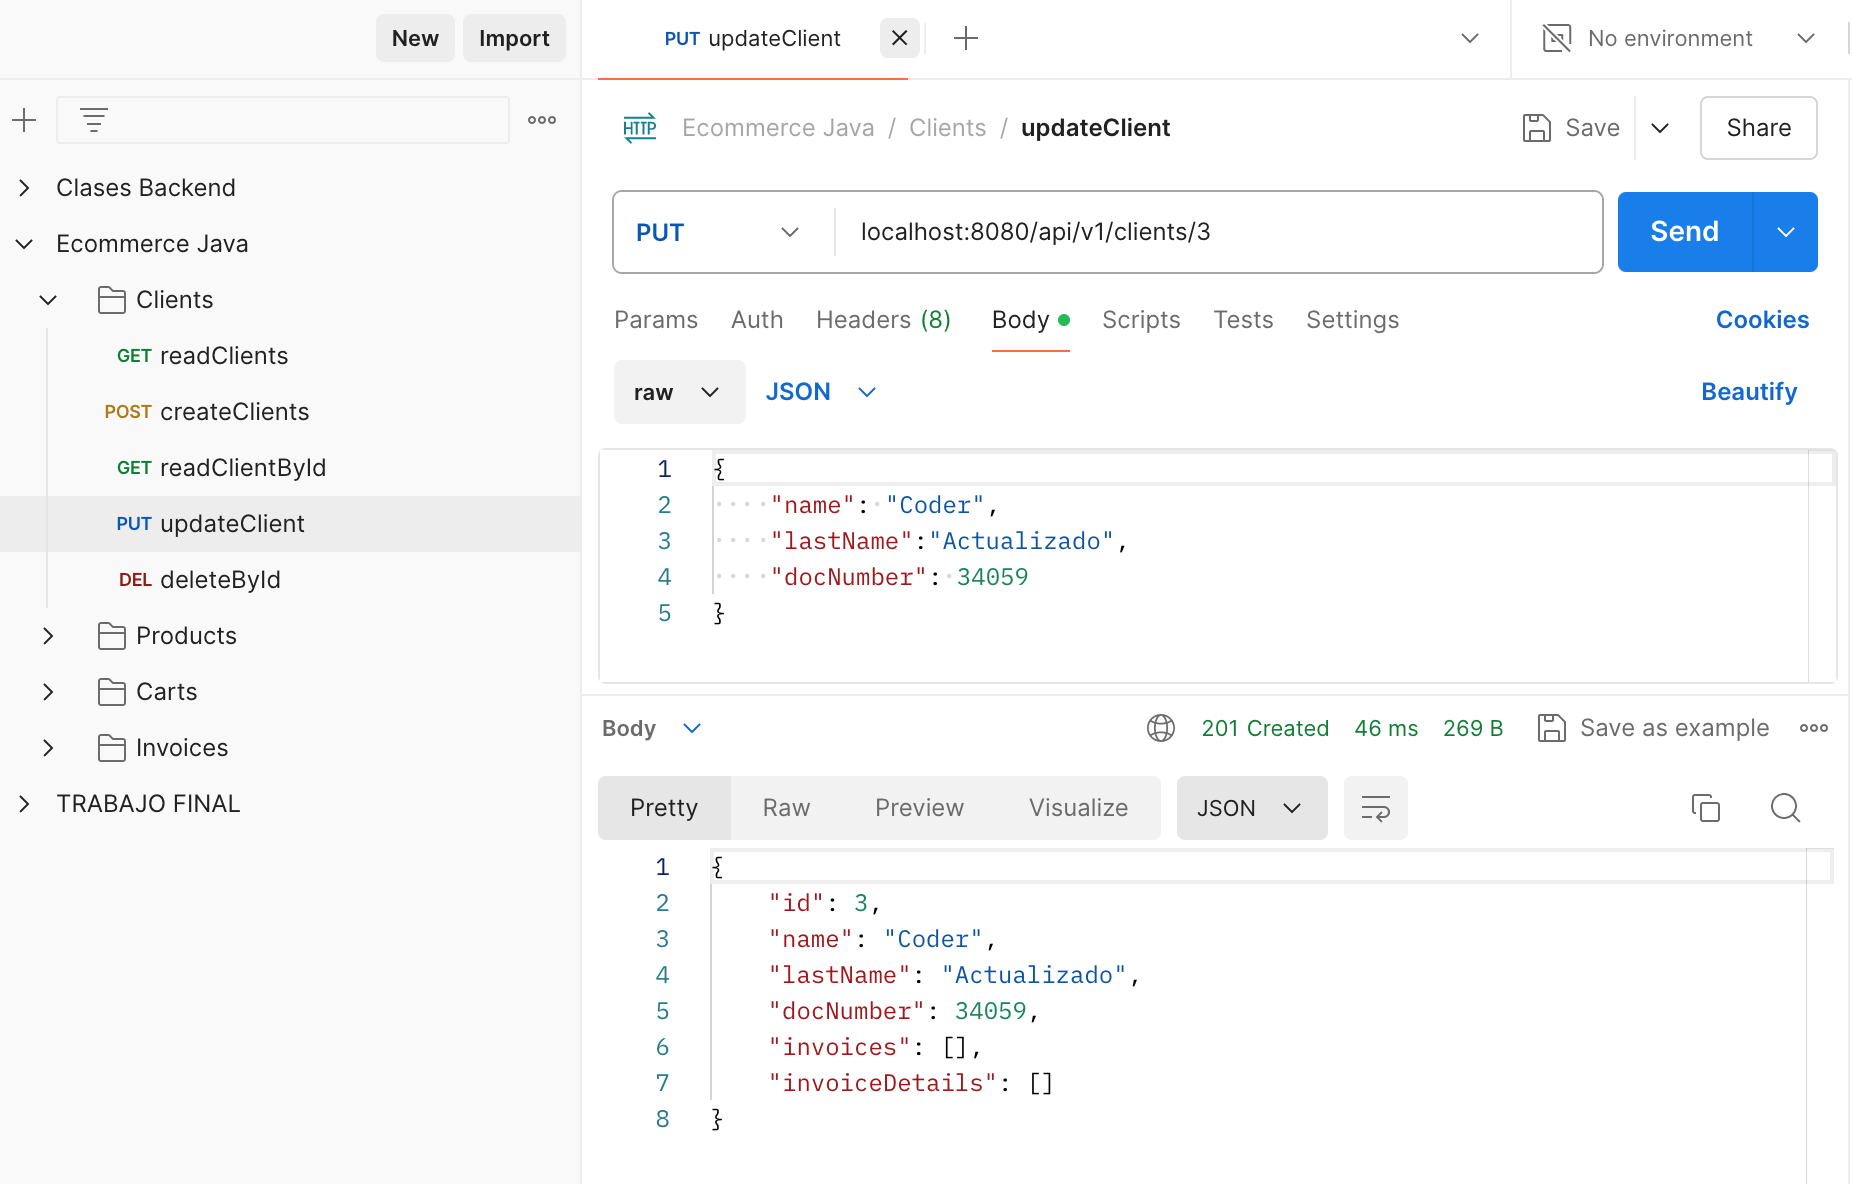 New Import
PUT updateClient
No environment
Clases Backend
Ecommerce Java
Clients
GET readClients
POST createClients
GET readClientById
PUT updateClient
DEL deleteById
Products
Carts
Invoices
TRABAJO FINAL
HTTP Ecommerce Java / Clients / updateClient
Save
Share
PUT localhost:8080/api/v1/clients/3
Send
Params Auth Headers (8) Body Scripts Tests Settings Cookies
raw JSON Beautify
1 {
2 "name": "Coder",
3 "lastName":"Actualizado",
4 "docNumber": 34059
5 }
Body 201 Created 46 ms 269 B Save as example
Pretty Raw Preview Visualize JSON
1 {
2 "id": 3,
3 "name": "Coder",
4 "lastName": "Actualizado",
5 "docNumber": 34059,
6 "invoices": [],
7 "invoiceDetails": []
8 }